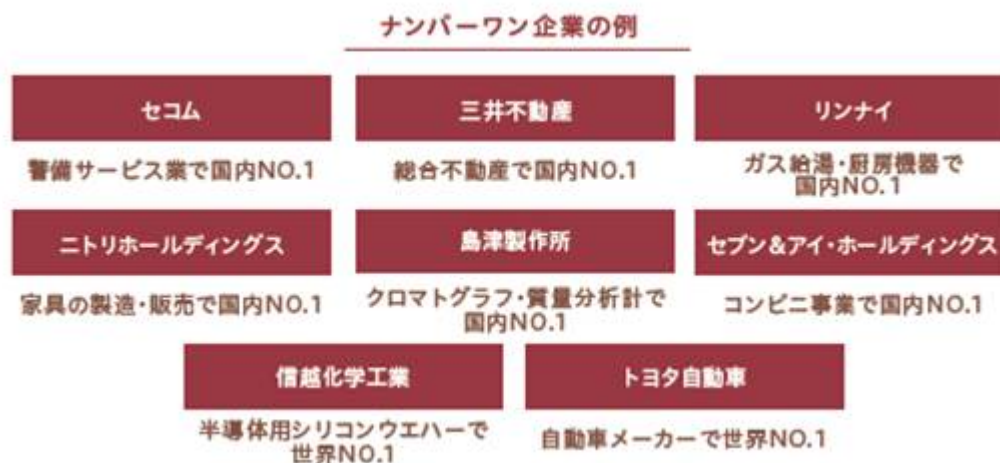 ナンバーワン企業の例
セコム
警備サービス業で国内NO.1
三井不動産
総合不動産で国内NO.1
リンナイ
ガス給湯・厨房機器で
国内NO.1
ニトリホールディングス
家具の製造・販売で国内NO.1
島津製作所
クロマトグラフ・質量分析計で
国内NO.1
セブン&アイ・ホールディングス
コンビニ事業で国内NO.1
信越化学工業
半導体用シリコンウエハーで
世界NO.1
トヨタ自動車
自動車メーカーで世界NO.1